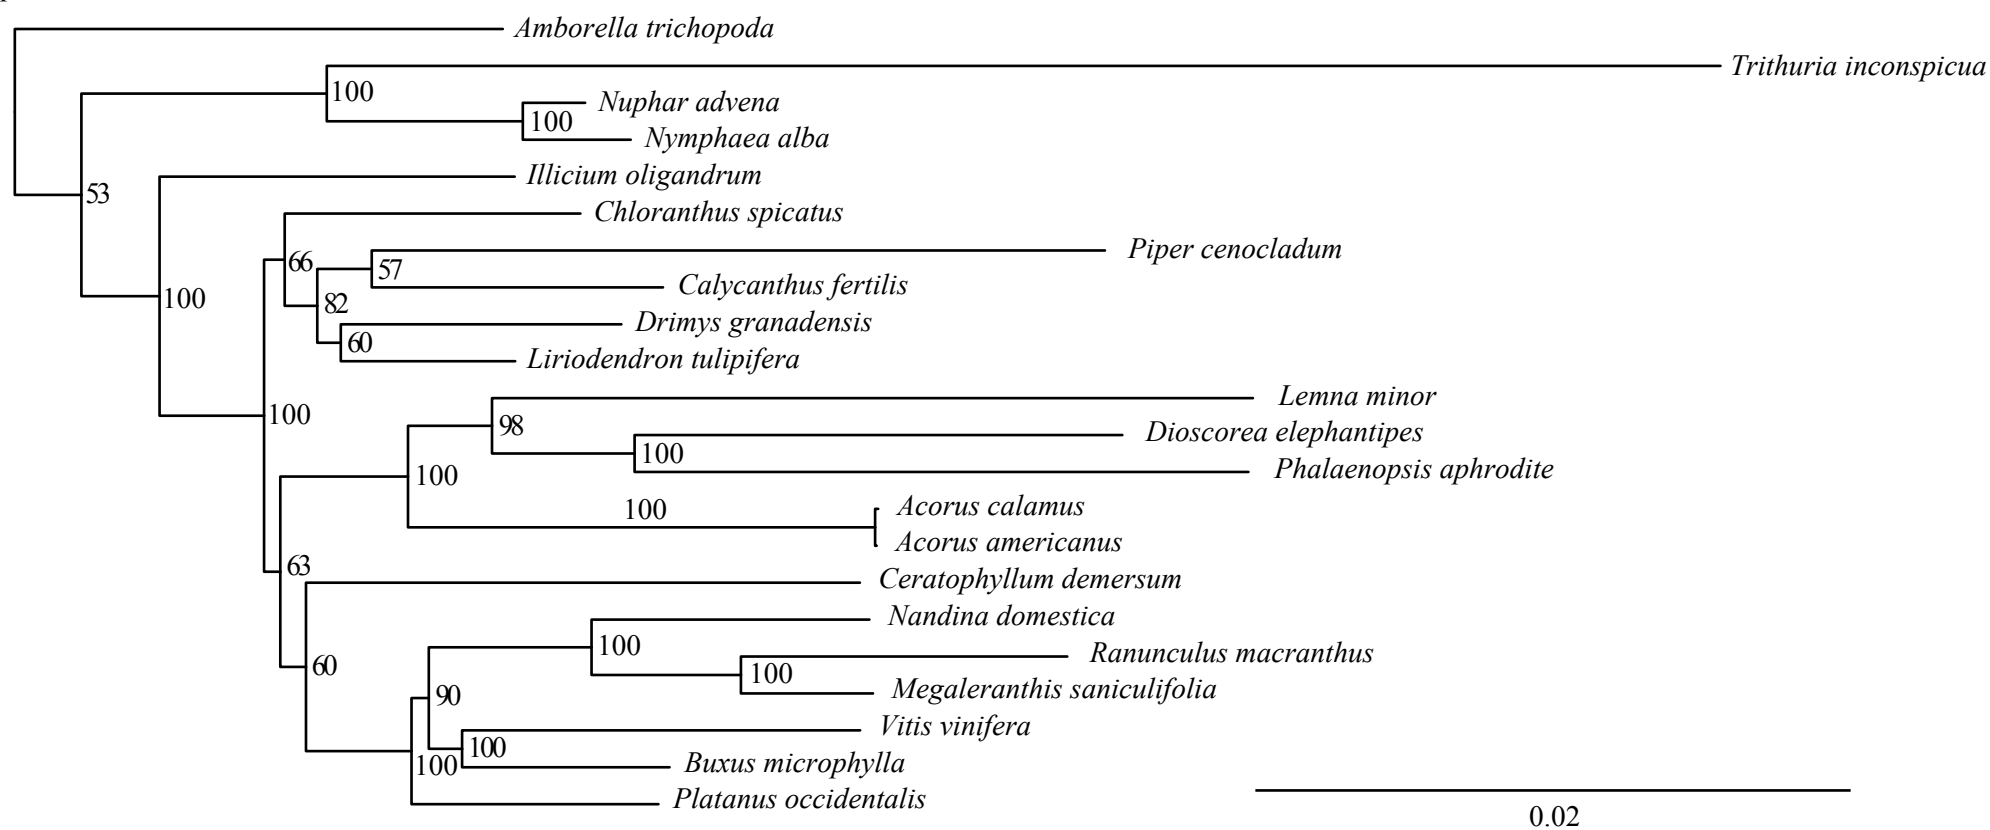 Amborella trichopoda
Trithuria inconspicua
100
Nuphar advena
100
Nymphaea alba
Illicium oligandrum
53
Chloranthus spicatus
Piper cenocladum
66
57
Calycanthus fertilis
100
82
Drimys granadensis
60
Liriodendron tulipifera
Lemna minor
100
98
Dioscorea elephantipes
100
Phalaenopsis aphrodite
100
Acorus calamus
100
Acorus americanus
63
Ceratophyllum demersum
Nandina domestica
100
Ranunculus macranthus
60
100
Megaleranthis saniculifolia
90
Vitis vinifera
100
Buxus microphylla
100
Platanus occidentalis
0.02